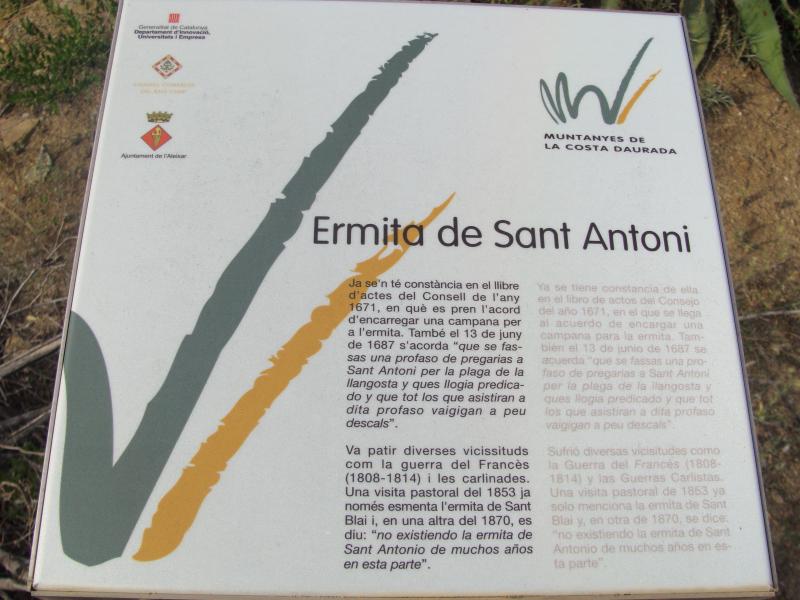 Generalitat de Catalunya
Departament d'Innovació,
Universitats i Empresa
CONSELL COMARCAL
DEL BAIX CAMP
Ajuntament de l'Aleixar
MUNTANYES DE
LA COSTA DAURADA
Ermita de Sant Antoni
Ja se'n té constància en el llibre
d'actes del Consell de l'any
1671, en què es pren l'acord
d'encarregar una campana per
a l'ermita. També el 13 de juny
de 1687 s'acorda "que se fas-
sas una profaso de pregarias a
Sant Antoni per la plaga de la
llangosta y ques llogia predica-
do y que tot los que asistiran a
dita profaso vaigigan a peu
descals".
Va patir diverses vicissituds
com la guerra del Francès
(1808-1814) i les carlinades.
Una visita pastoral del 1853 ja
només esmenta l'ermita de Sant
Blai i, en una altra del 1870, es
diu: "no existiendo la ermita de
Sant Antonio de muchos años
en esta parte".
Ya se tiene constancia de ella
en el libro de actos del Consejo
del año 1671, en el que se llega
al acuerdo de encargar una
campana para la ermita. Tam-
bién el 13 de junio de 1687 se
acuerda "que se fassas una pro-
faso de pregarias a Sant Antoni
per la plaga de la llangosta y
ques llogia predicado y que tot
los que asistiran a dita profaso
vaigigan a peu descals".
Sufrió diversas vicisitudes como
la Guerra del Francés (1808-
1814) y las Guerras Carlistas.
Una visita pastoral de 1853 ya
solo menciona la ermita de Sant
Blai y, en otra de 1870, se dice:
"no existiendo la ermita de Sant
Antonio de muchos años en es-
ta parte".